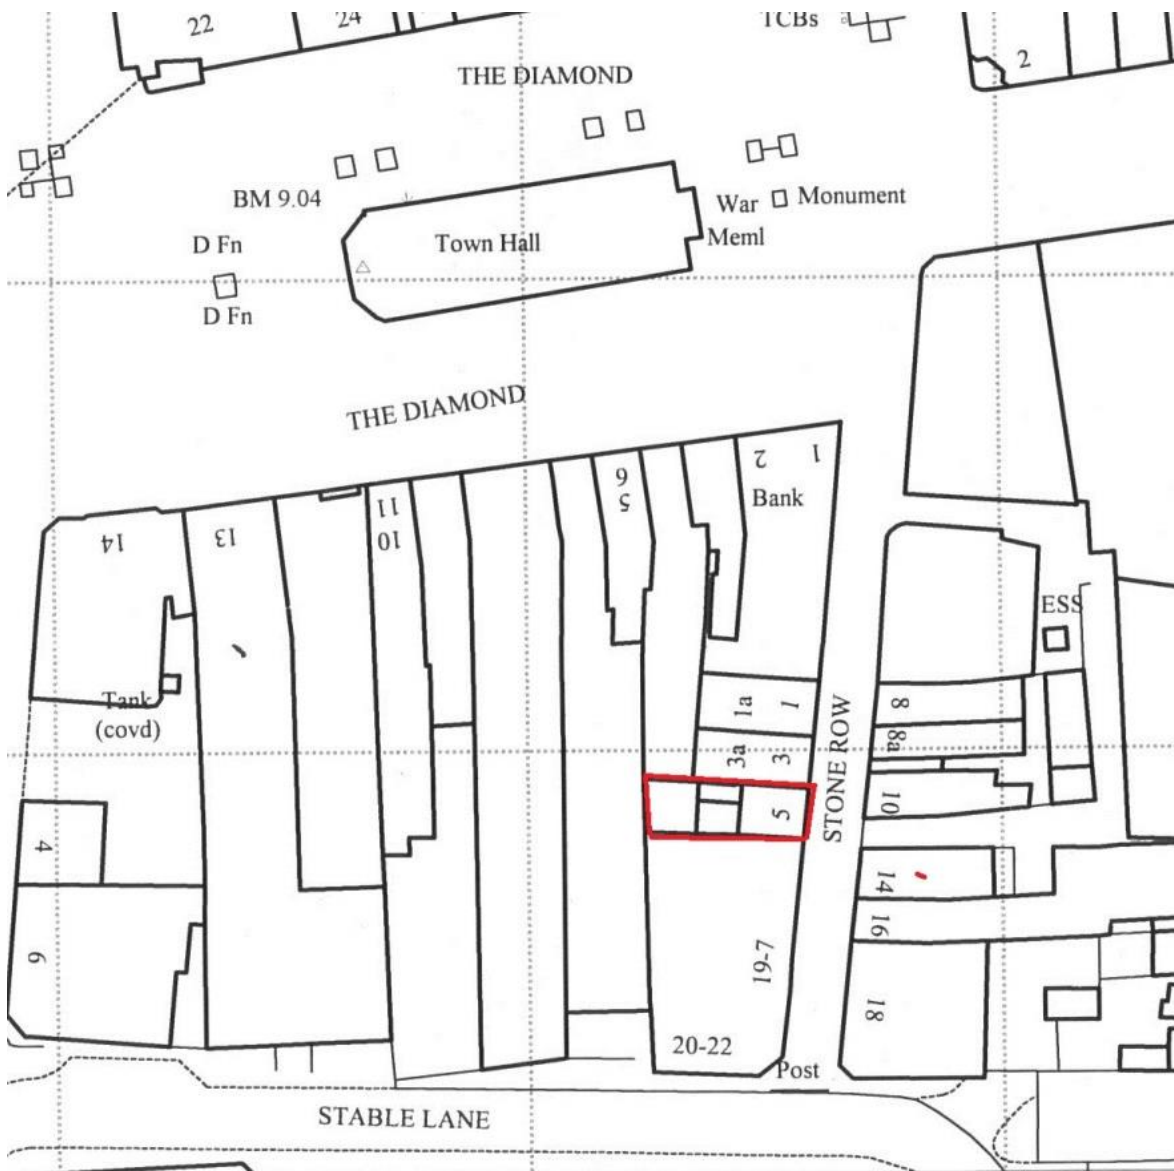 22
24
TCBs
2
THE DIAMOND
BM 9.04
War
Meml
Monument
D Fn
Town Hall
D Fn
THE DIAMOND
14
13
11
10
6
5
2
1
Bank
ESS
Tank
(covd)
1a
1
3a
3
5
STONE ROW
8
8a
10
14
16
18
4
6
19-7
20-22
Post
STABLE LANE